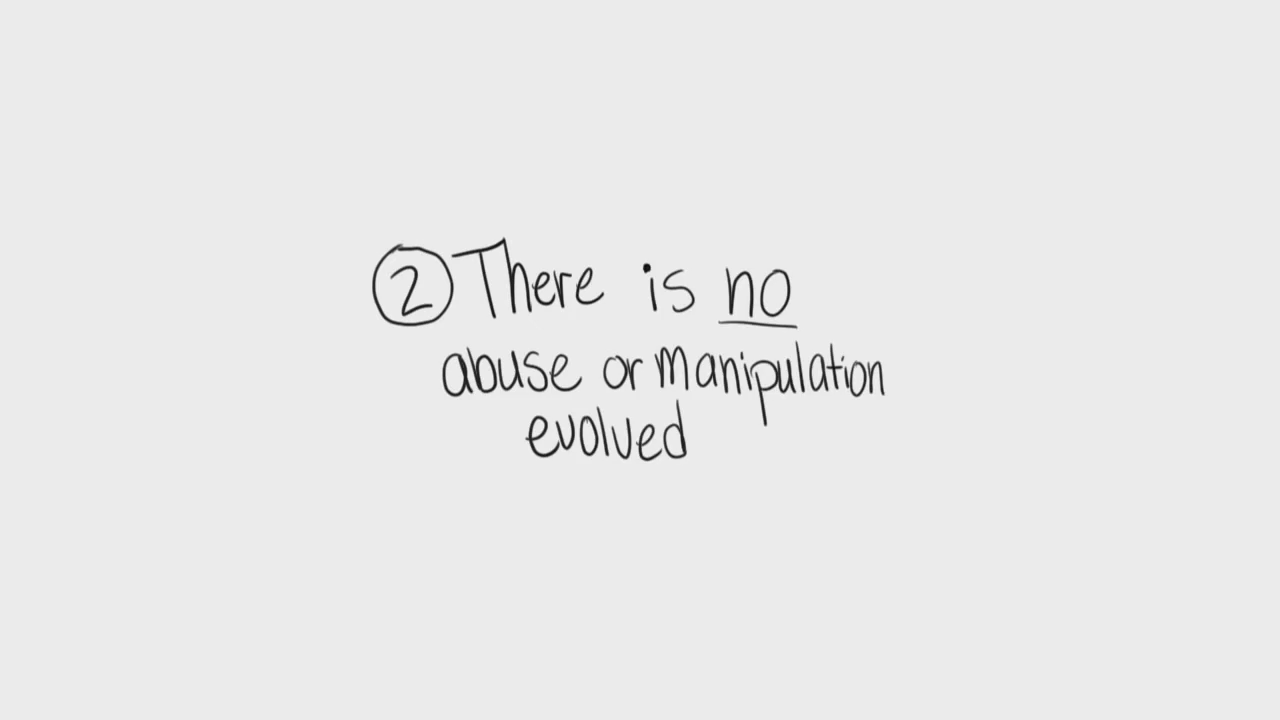 ② There is no
abuse or manipulation
evolved